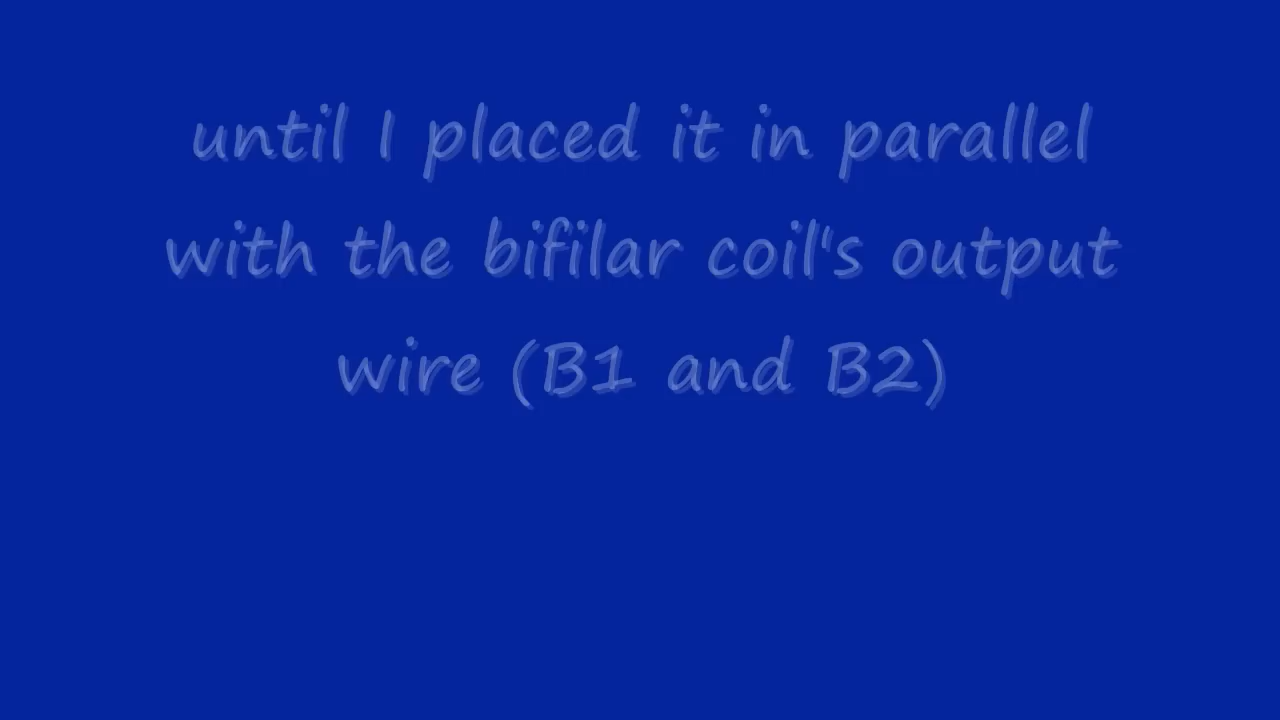 until I placed it in parallel
with the bifilar coil's output
wire (B1 and B2)